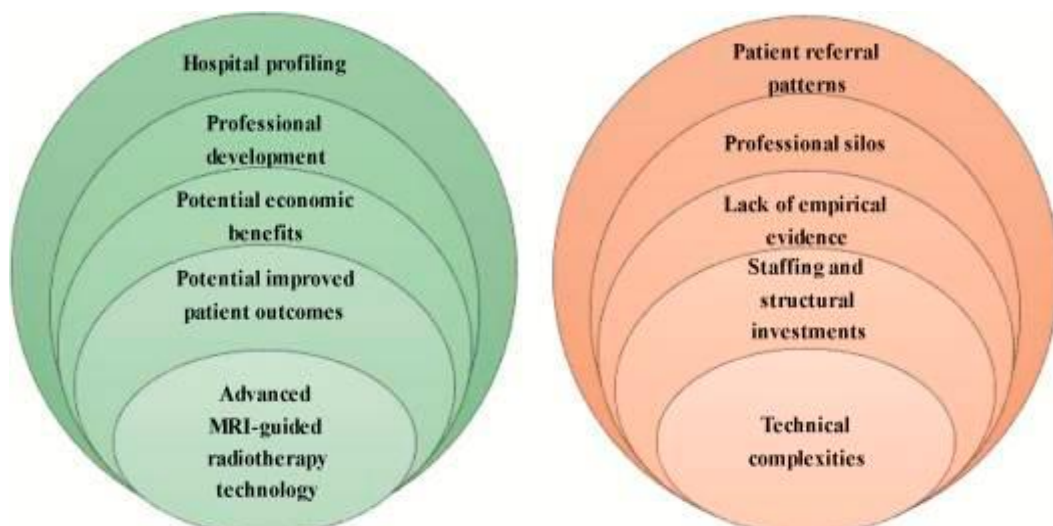 Hospital profiling
Professional
development
Potential economic
benefits
Potential improved
patient outcomes
Advanced
MRI-guided
radiotherapy
technology
Patient referral
patterns
Professional silos
Lack of empirical
evidence
Staffing and
structural
investments
Technical
complexities